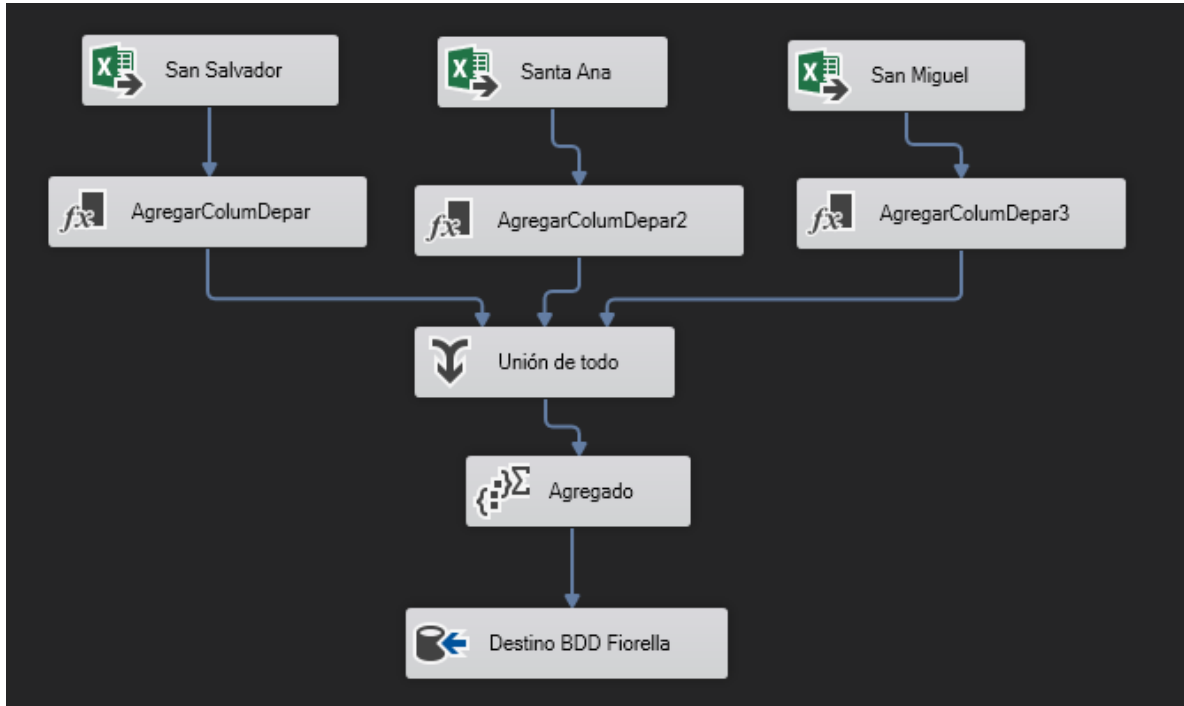 San Salvador
Santa Ana
San Miguel
AgregarColumDepar
AgregarColumDepar2
AgregarColumDepar3
Unión de todo
Agregado
Destino BDD Fiorella